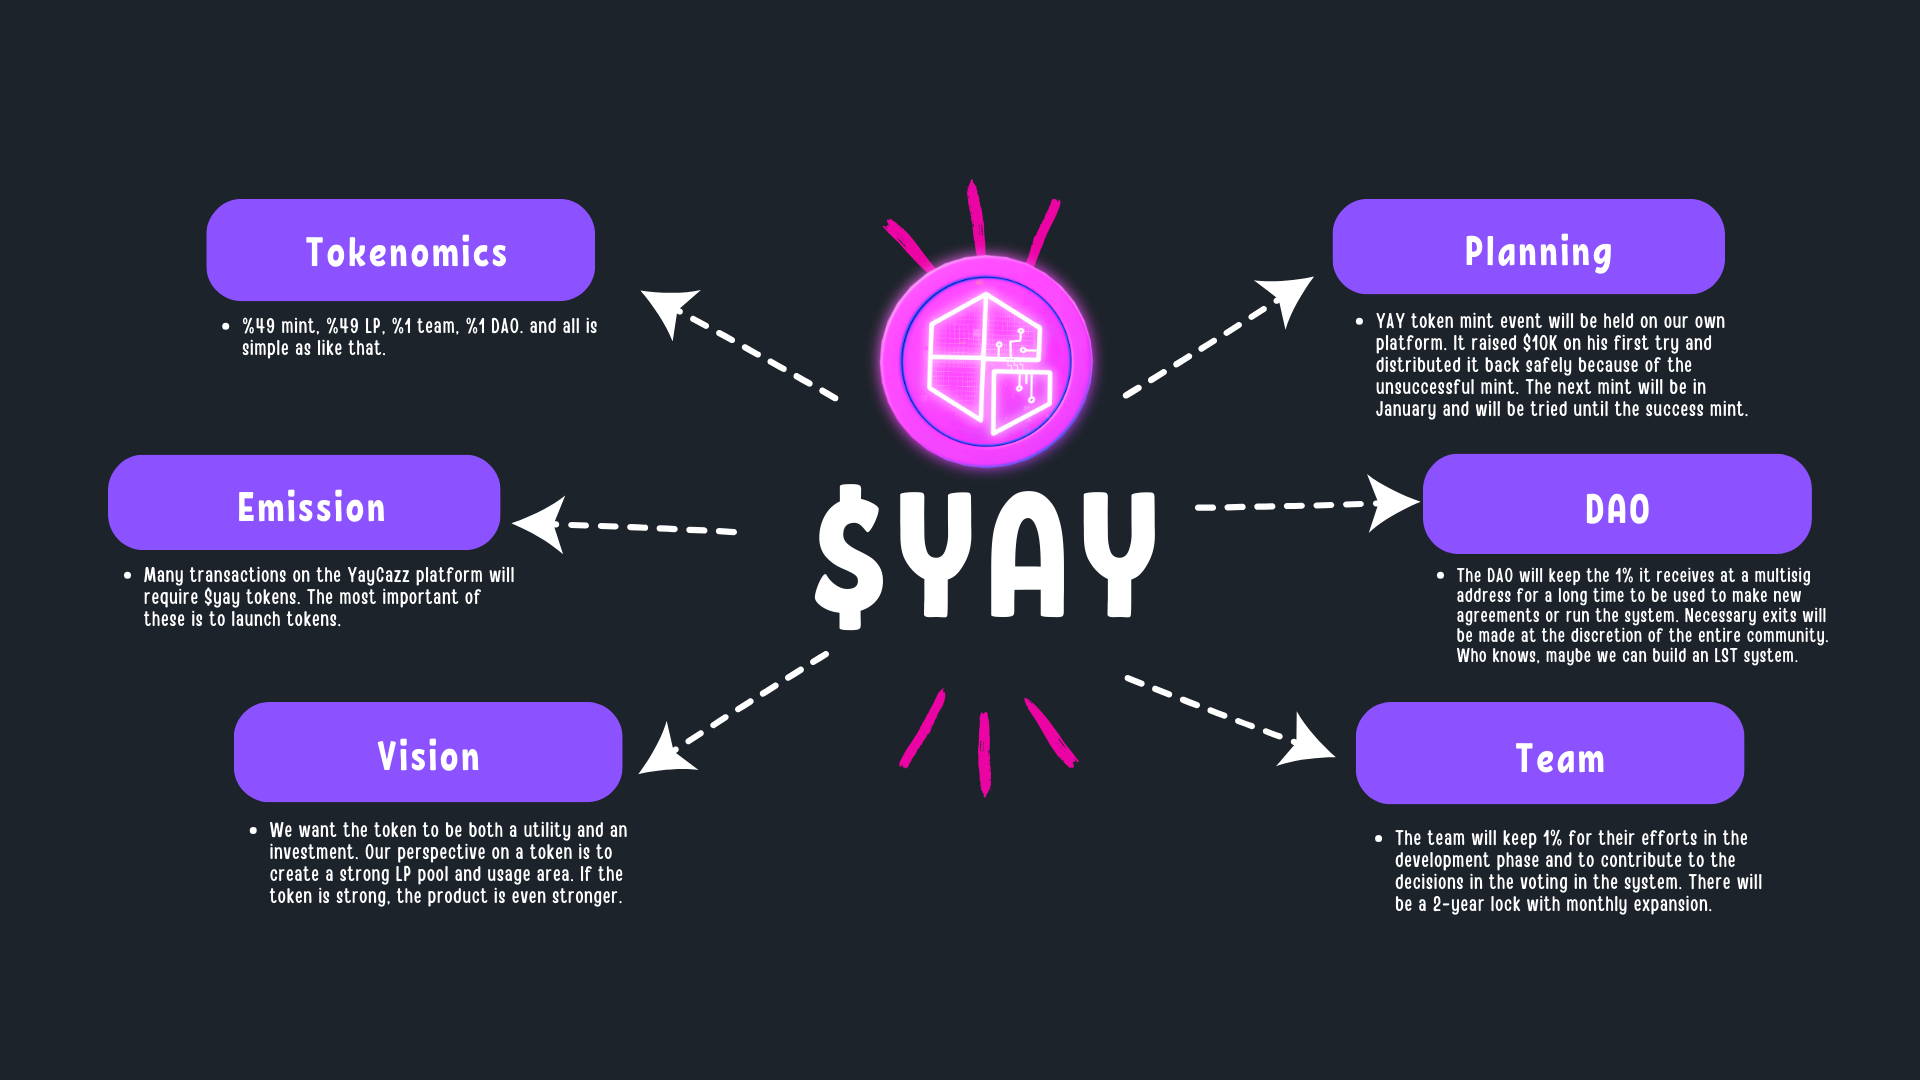 Tokenomics
%49 mint, %49 LP, %1 team, %1 DAO. and all is
simple as like that.
Emission
Many transactions on the YayCazz platform will
require $yay tokens. The most important of
these is to launch tokens.
Vision
We want the token to be both a utility and an
investment. Our perspective on a token is to
create a strong LP pool and usage area. If the
token is strong, the product is even stronger.
$YAY
Planning
YAY token mint event will be held on our own
platform. It raised $10K on his first try and
distributed it back safely because of the
unsuccessful mint. The next mint will be in
January and will be tried until the success mint.
DAO
The DAO will keep the 1% it receives at a multisig
address for a long time to be used to make new
agreements or run the system. Necessary exits will
be made at the discretion of the entire community.
Who knows, maybe we can build an LST system.
Team
The team will keep 1% for their efforts in the
development phase and to contribute to the
decisions in the voting in the system. There will
be a 2-year lock with monthly expansion.